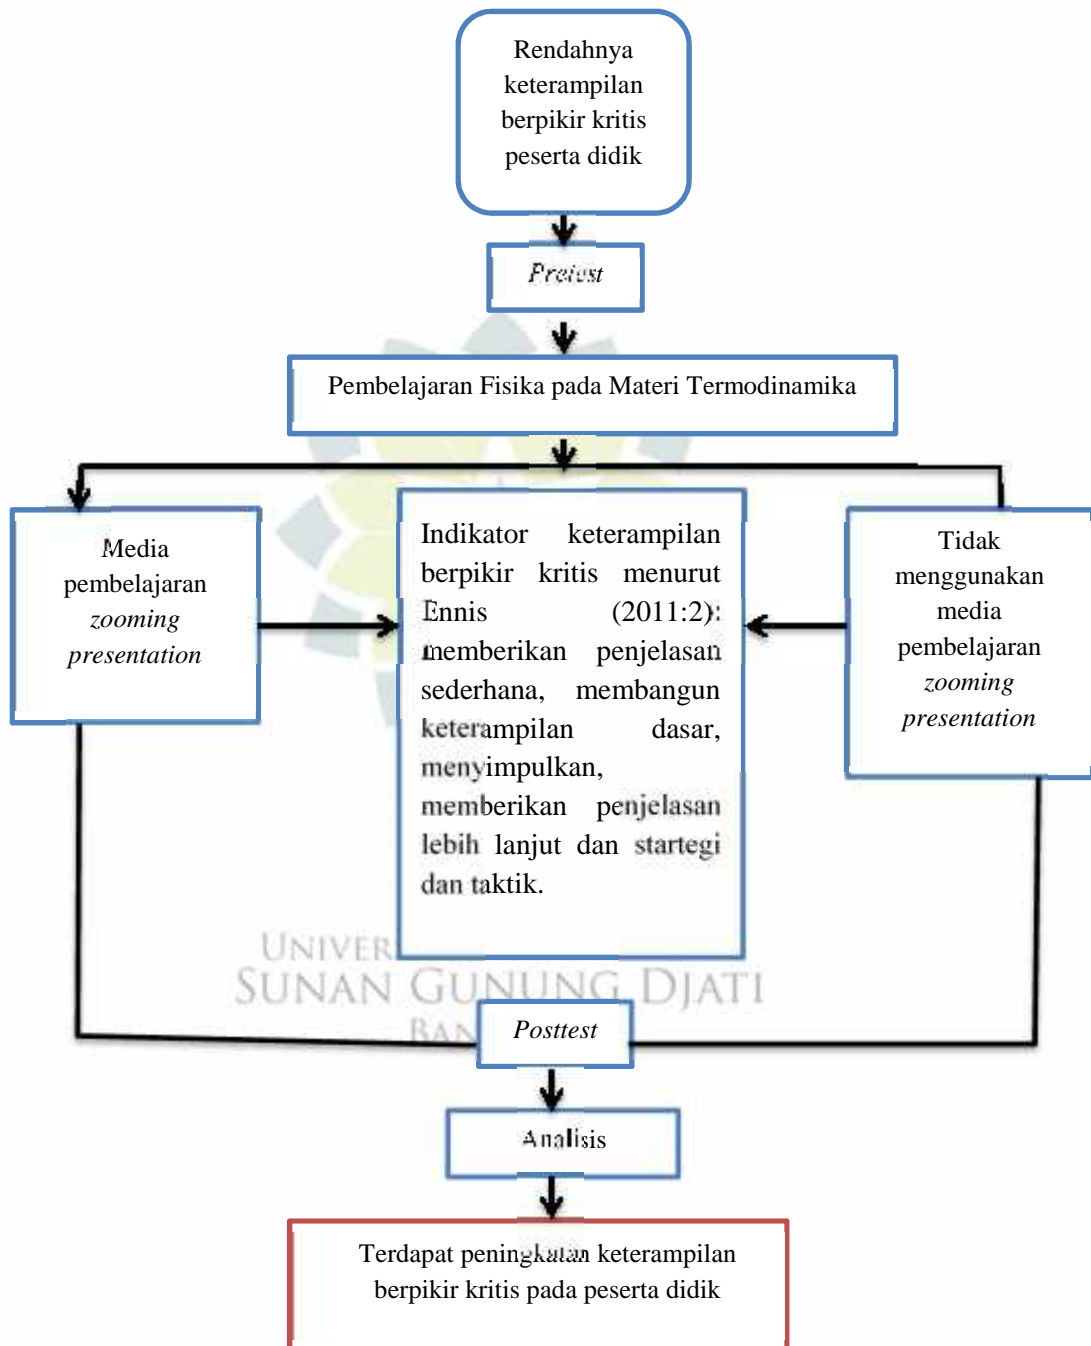 Rendahnya
keterampilan
berpikir kritis
peserta didik
Pretest
Pembelajaran Fisika pada Materi Termodinamika
Media
pembelajaran
zooming
presentation
Indikator keterampilan
berpikir kritis menurut
Ennis (2011:2):
memberikan penjelasan
sederhana, membangun
keterampilan dasar,
menyimpulkan,
memberikan penjelasan
lebih lanjut dan startegi
dan taktik.
Tidak
menggunakan
media
pembelajaran
zooming
presentation
UNIVER
SUNAN GUNUNG DJATI
BAN
Posttest
Analisis
Terdapat peningkatan keterampilan
berpikir kritis pada peserta didik